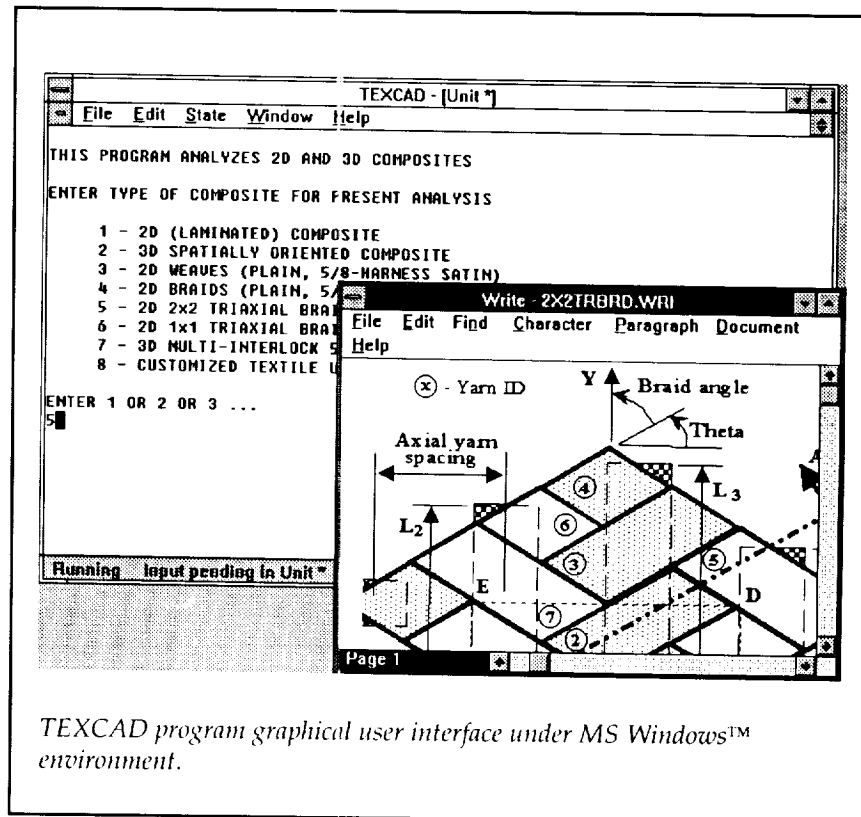 TEXCAD - [Unit *]
File Edit State Window Help
THIS PROGRAM ANALYZES 2D AND 3D COMPOSITES
ENTER TYPE OF COMPOSITE FOR PRESENT ANALYSIS
1 - 2D (LAMINATED) COMPOSITE
2 - 3D SPATIALLY ORIENTED COMPOSITE
3 - 2D WEAVES (PLAIN, 5/8-HARNESS SATIN)
4 - 2D BRAIDS (PLAIN, 5/
5 - 2D 2x2 TRIAXIAL BRAI
6 - 2D 1x1 TRIAXIAL BRAI
7 - 3D MULTI-INTERLOCK
8 - CUSTOMIZED TEXTILE U
ENTER 1 OR 2 OR 3 ...
5
Running Input pending in Unit *
Write - 2X2TRBRD.WRI
File Edit Find Character Paragraph Document
Help
x - Yarn ID
Y
Braid angle
Theta
Axial yarn
spacing
L2
L3
4
6
3
5
E
D
7
2
Page 1
TEXCAD program graphical user interface under MS Windows™
environment.